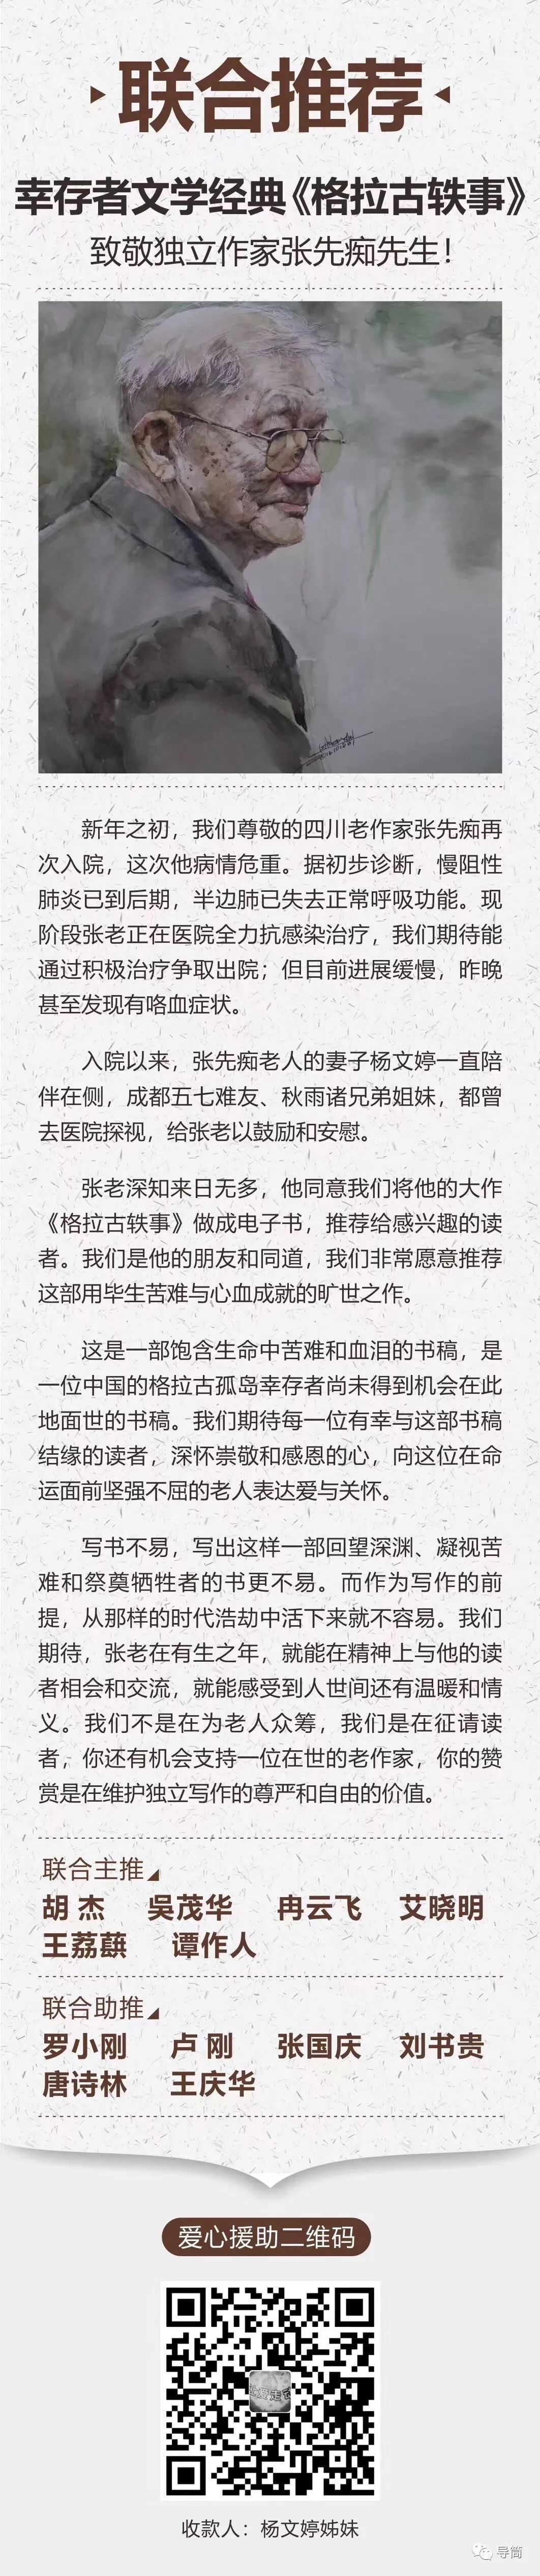 联合推荐
幸存者文学经典《格拉古轶事》
致敬独立作家张先痴先生！
新年之初，我们尊敬的四川老作家张先痴再
次入院，这次他病情危重。据初步诊断，慢阻性
肺炎已到后期，半边肺已失去正常呼吸功能。现
阶段张老正在医院全力抗感染治疗，我们期待能
通过积极治疗争取出院；但目前进展缓慢，昨晚
甚至发现有咯血症状。
入院以来，张先痴老人的妻子杨文婷一直陪
伴在侧，成都五七难友、秋雨诸兄弟姐妹，都曾
去医院探视，给张老以鼓励和安慰。
张老深知来日无多，他同意我们将他的大作
《格拉古轶事》做成电子书，推荐给感兴趣的读
者。我们是他的朋友和同道，我们非常愿意推荐
这部用毕生苦难与心血成就的旷世之作。
这是一部饱含生命中苦难和血泪的书稿，是
一位中国的格拉古孤岛幸存者尚未得到机会在此
地面世的书稿。我们期待每一位有幸与这部书稿
结缘的读者，深怀崇敬和感恩的心，向这位在命
运面前坚强不屈的老人表达爱与关怀。
写书不易，写出这样一部回望深渊、凝视苦
难和祭奠牺牲者的书更不易。而作为写作的前
提，从那样的时代浩劫中活下来就不容易。我们
期待，张老在有生之年，就能在精神上与他的读
者相会和交流，就能感受到人世间还有温暖和情
义。我们不是在为老人众筹，我们是在征请读
者，你还有机会支持一位在世的老作家，你的赞
赏是在维护独立写作的尊严和自由的价值。
联合主推
胡 杰 吳茂华 冉云飞 艾晓明
王荔蕻 谭作人
联合助推
罗小刚 卢 刚 张国庆 刘书贵
唐诗林 王庆华
爱心援助二维码
收款人：杨文婷姊妹
导筒